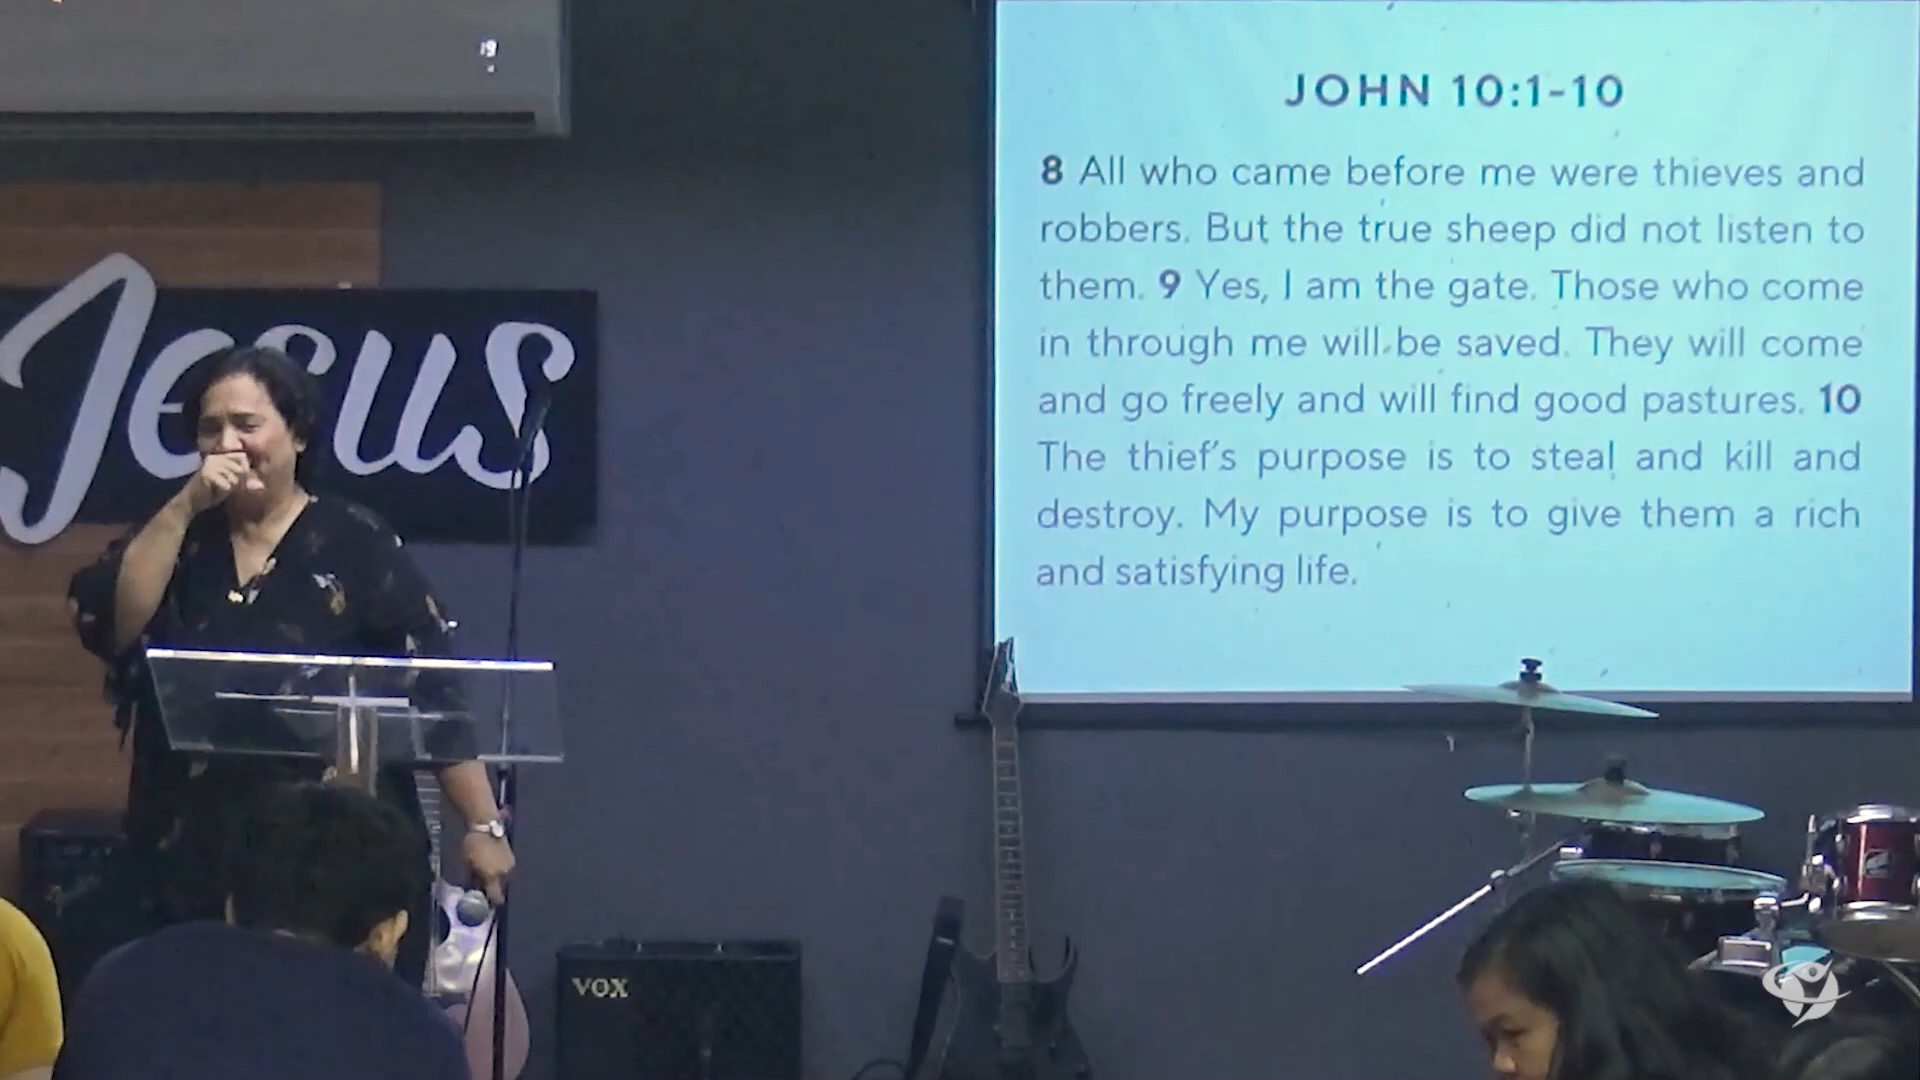 19
Jesus
JOHN 10:1-10
8 All who came before me were thieves and
robbers. But the true sheep did not listen to
them. 9 Yes, I am the gate. Those who come
in through me will be saved. They will come
and go freely and will find good pastures. 10
The thief's purpose is to steal and kill and
destroy. My purpose is to give them a rich
and satisfying life.
VOX